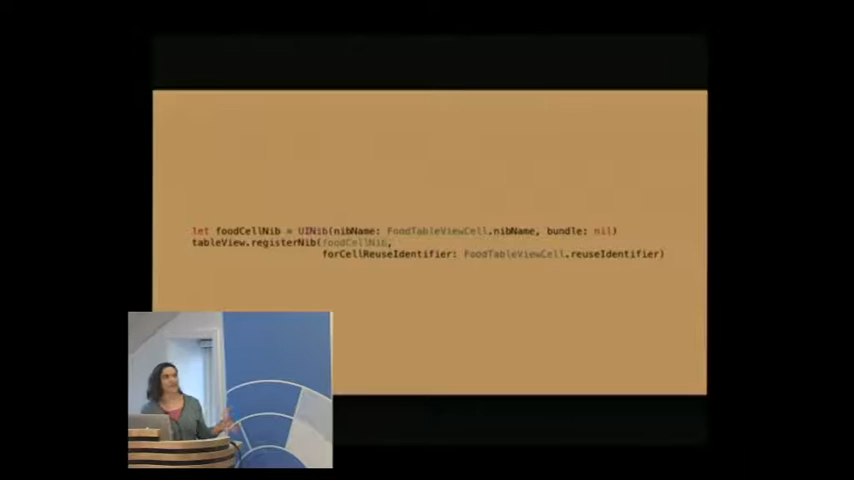 let foodCellNib = UINib(nibName: FoodTableViewCell.nibName, bundle: nil)
tableView.registerNib(foodCellNib,
forCellReuseIdentifier: FoodTableViewCell.reuseIdentifier)